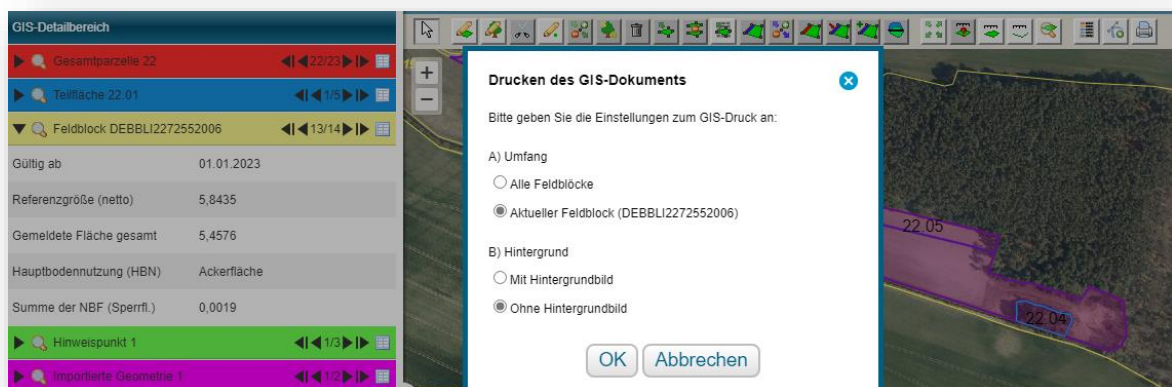 GIS-Detailbereich
Gesamtparzelle 22 22/23
Teilfläche 22.01 1/5
Feldblock DEBBLI2272552006 13/14
Gültig ab 01.01.2023
Referenzgröße (netto) 5,8435
Gemeldete Fläche gesamt 5,4576
Hauptbodennutzung (HBN) Ackerfläche
Summe der NBF (Sperrfl.) 0,0019
Hinweispunkt 1 1/3
Importierte Geometrie 1 1/2
+
−
Drucken des GIS-Dokuments
Bitte geben Sie die Einstellungen zum GIS-Druck an:
A) Umfang
Alle Feldblöcke
Aktueller Feldblock (DEBBLI2272552006)
B) Hintergrund
Mit Hintergrundbild
Ohne Hintergrundbild
OK Abbrechen
22.05
22.04